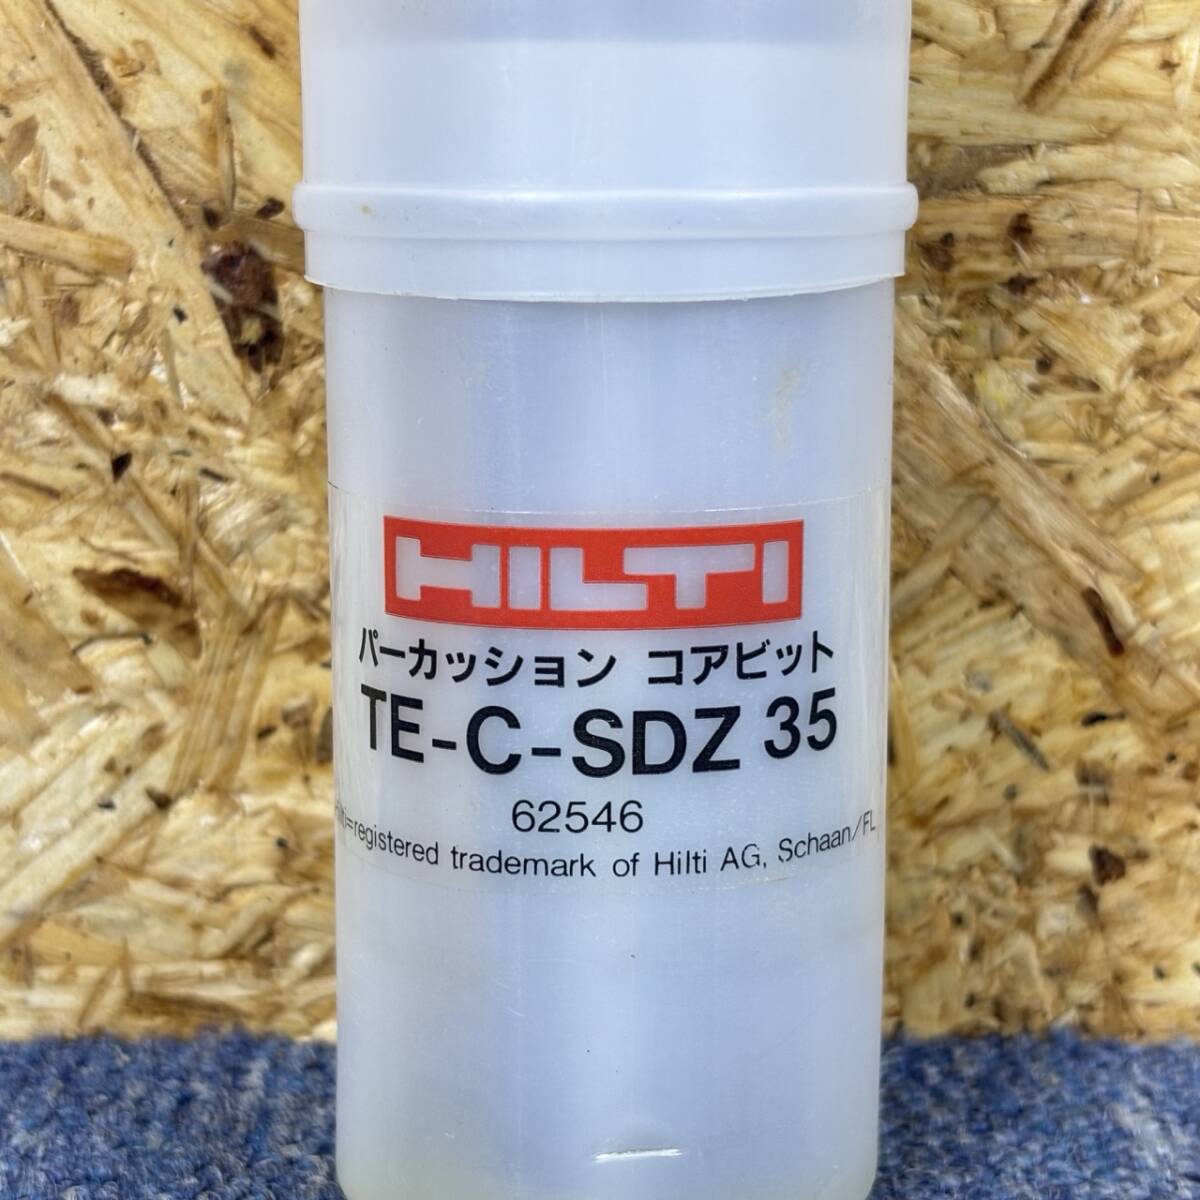 HILTI
パーカッション コアビット
TE-C-SDZ 35
62546
Hilti=registered trademark of Hilti AG, Schaan/FL